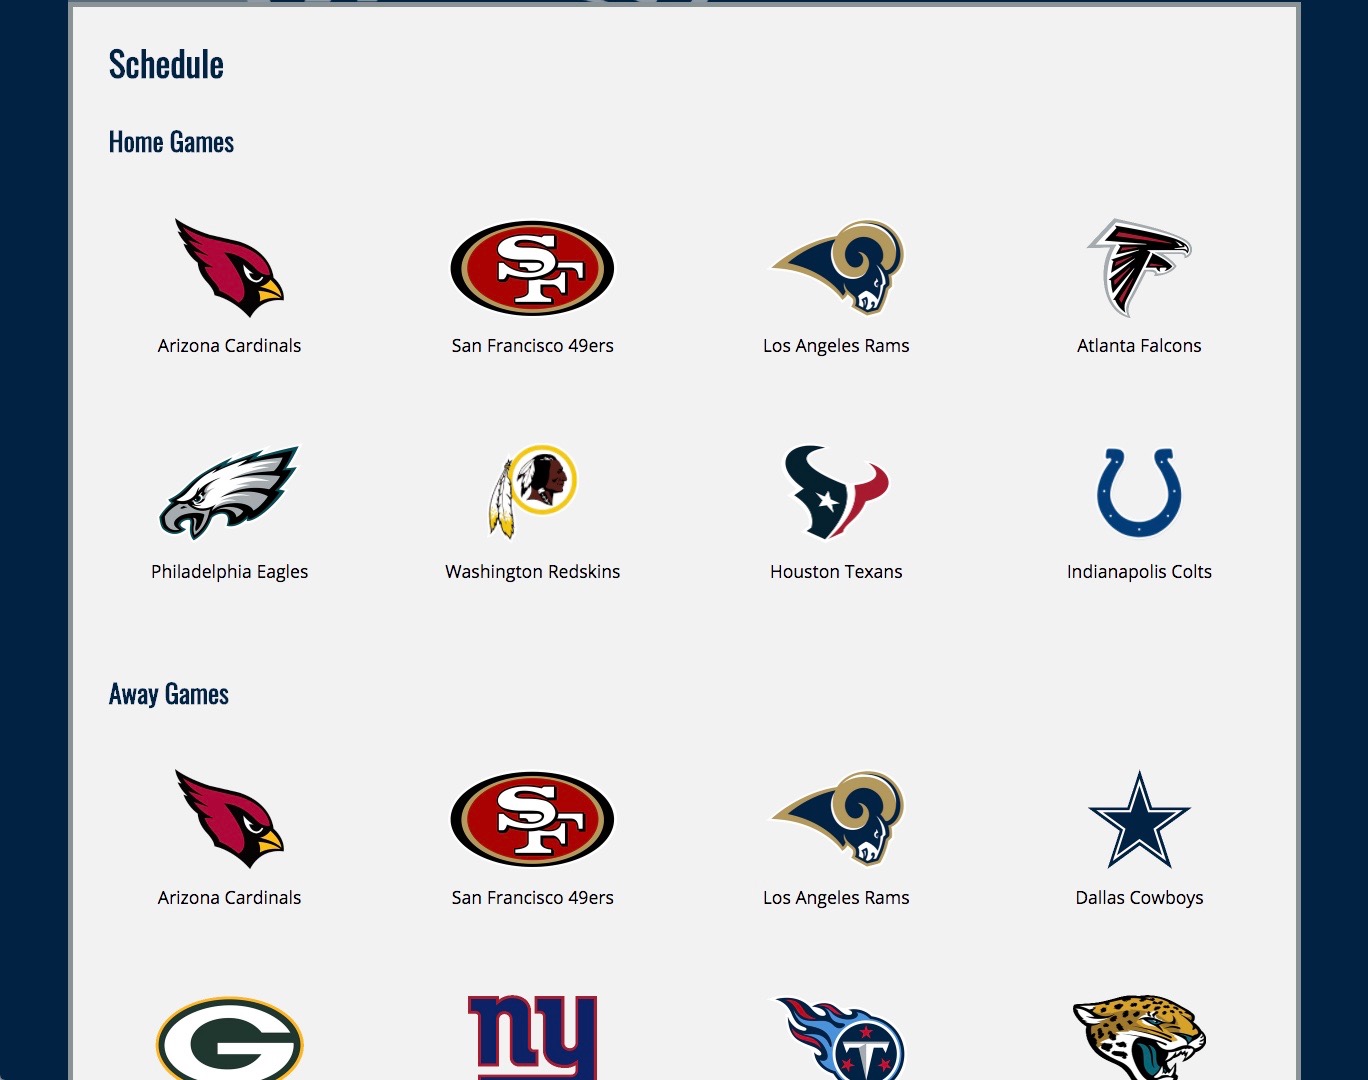 Schedule
Home Games
SF
Arizona Cardinals
San Francisco 49ers
Los Angeles Rams
Atlanta Falcons
Philadelphia Eagles
Washington Redskins
Houston Texans
Indianapolis Colts
Away Games
SF
Arizona Cardinals
San Francisco 49ers
Los Angeles Rams
Dallas Cowboys
G
ny
T